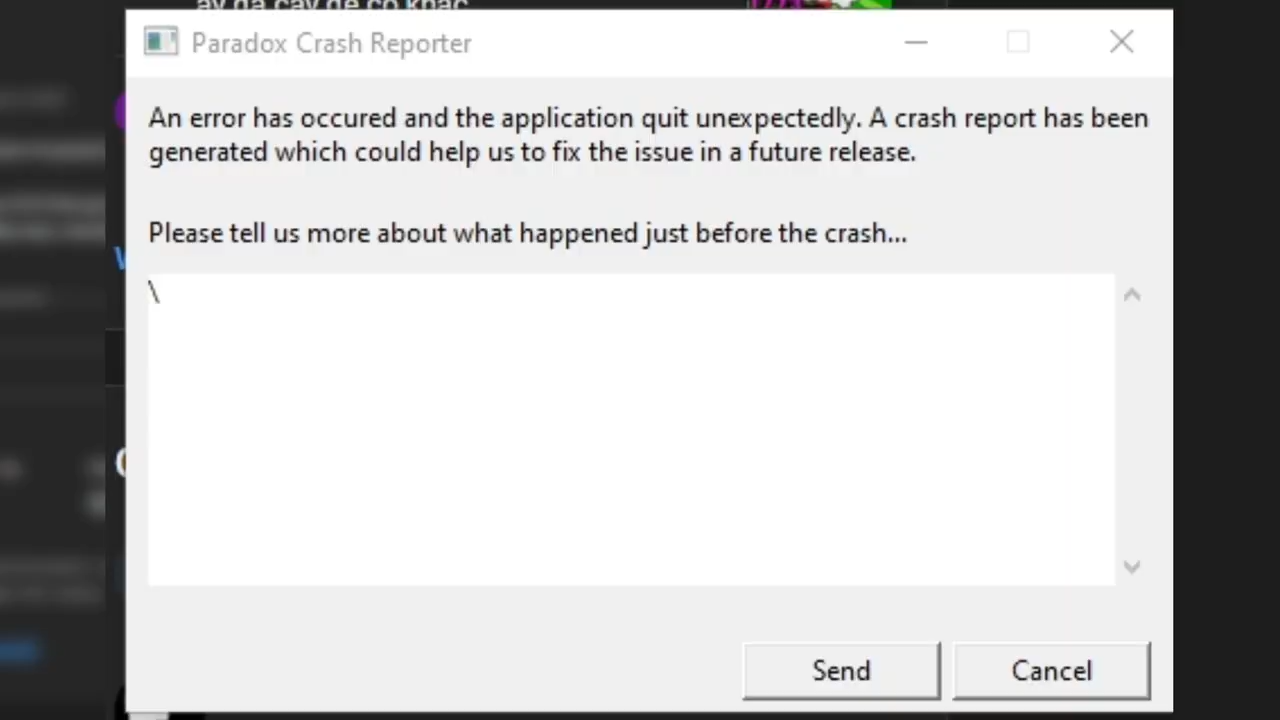 Paradox Crash Reporter
An error has occured and the application quit unexpectedly. A crash report has been
generated which could help us to fix the issue in a future release.
Please tell us more about what happened just before the crash...
\
Send
Cancel